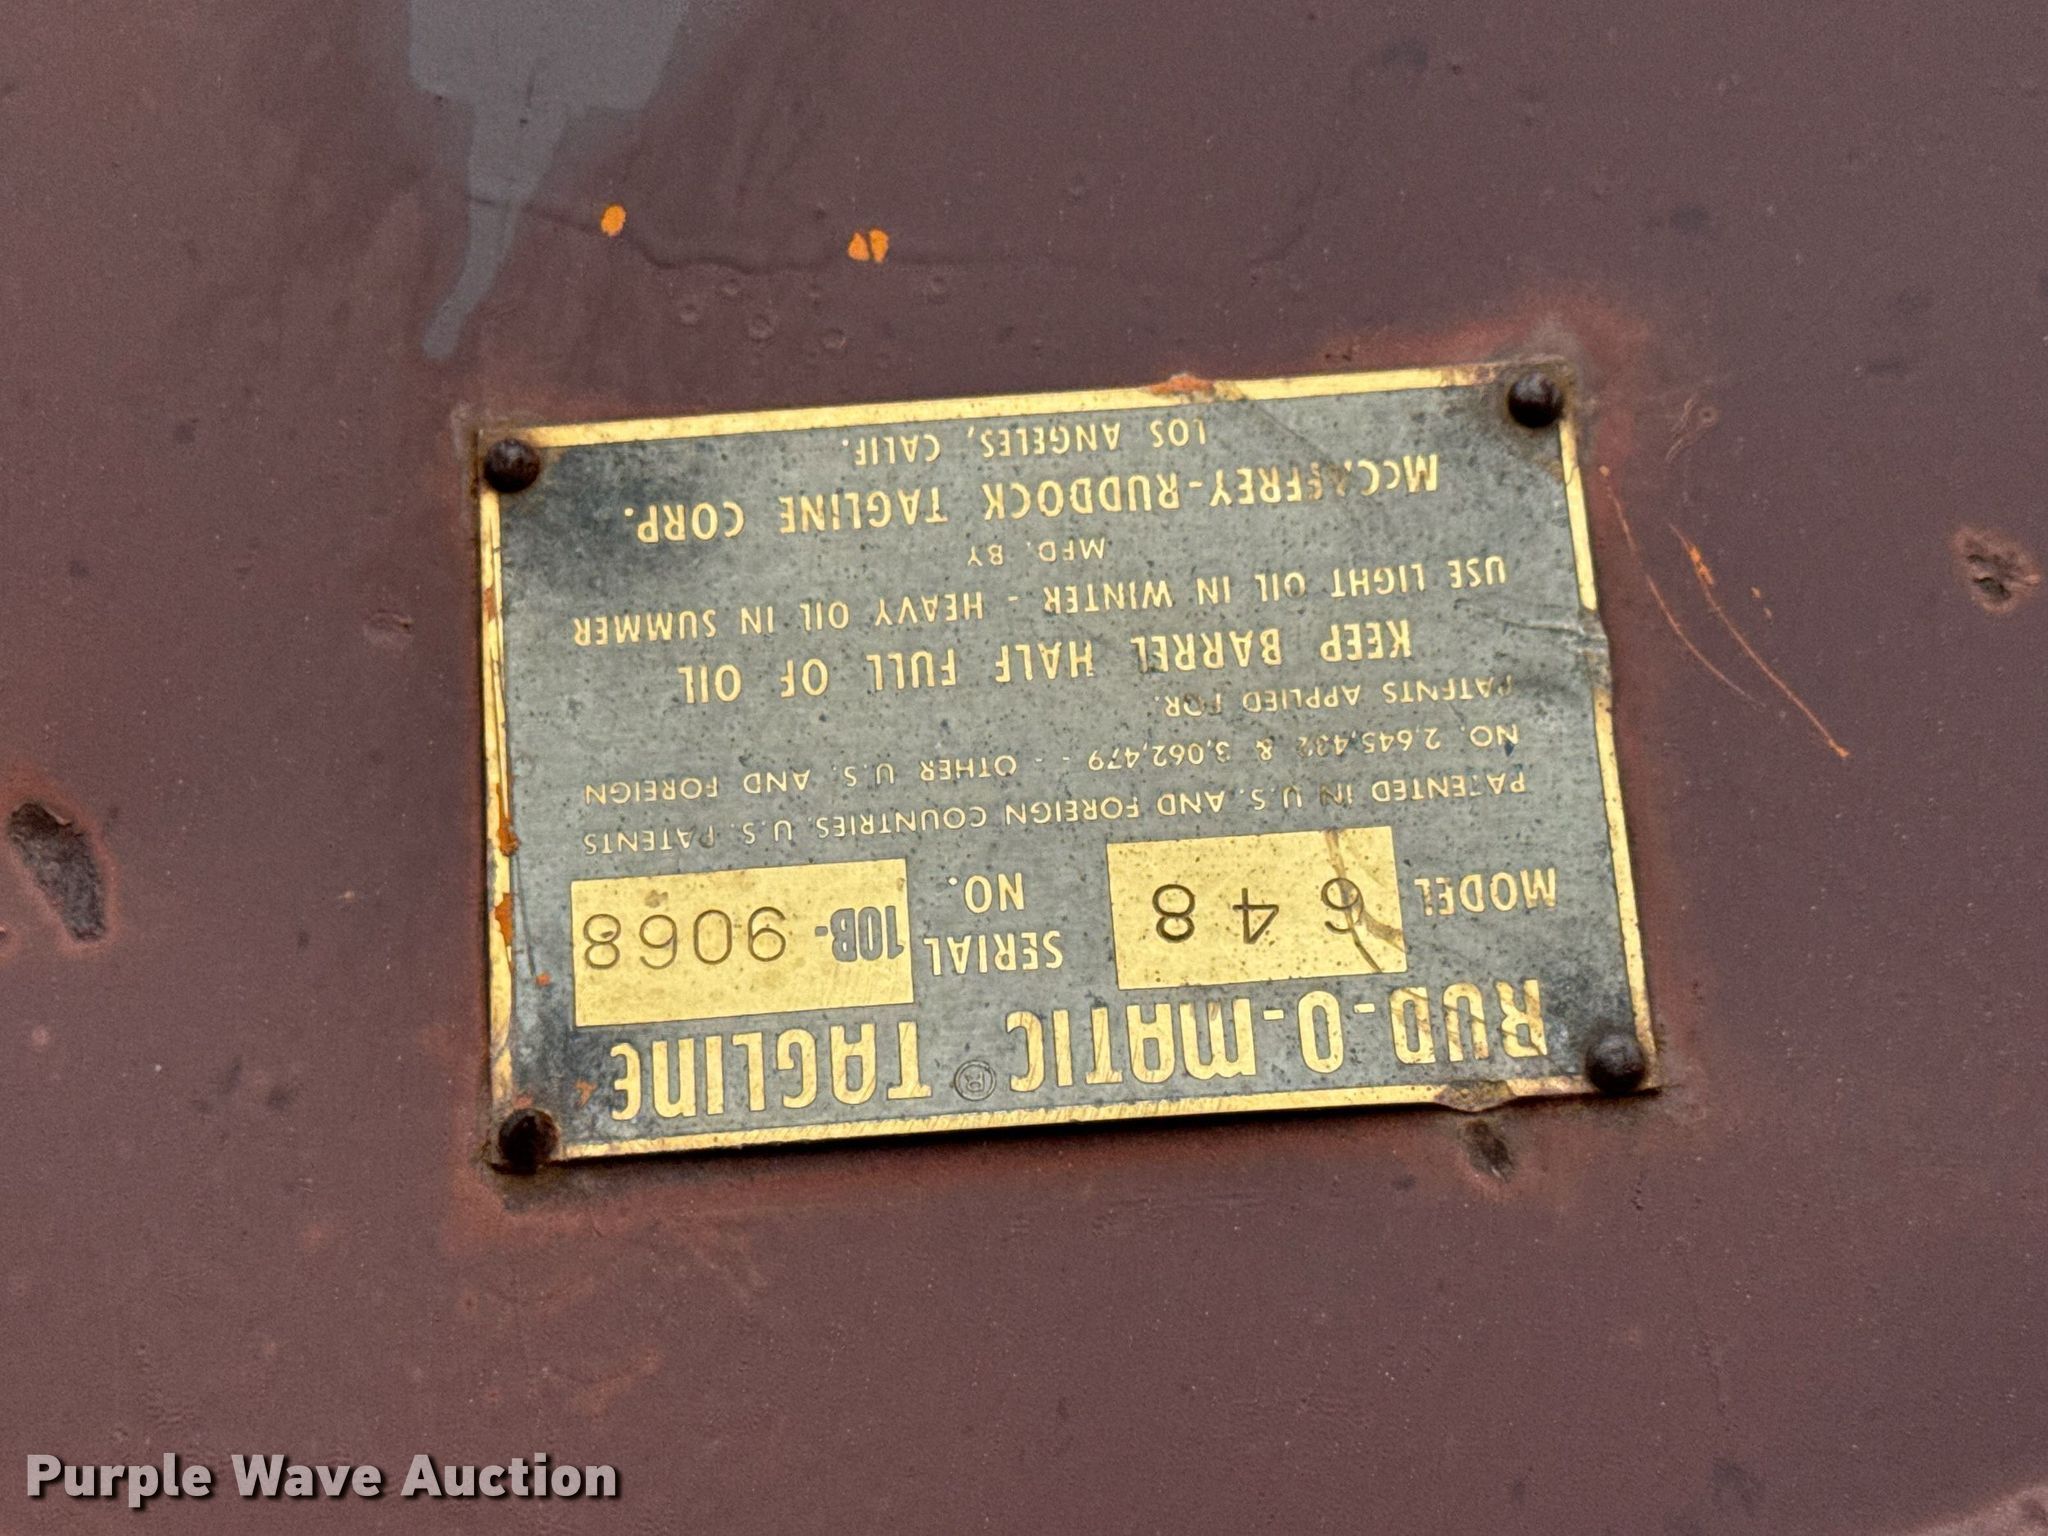 RUD-O-MATIC® TAGLINE
MODEL 648 SERIAL NO. 10B-9068
PATENTED IN U.S. AND FOREIGN COUNTRIES. U.S. PATENTS
NO. 2,645,432 & 3,062,479 - OTHER U.S. AND FOREIGN
PATENTS APPLIED FOR.
KEEP BARREL HALF FULL OF OIL
USE LIGHT OIL IN WINTER - HEAVY OIL IN SUMMER
MFD. BY
McCAFFREY-RUDDOCK TAGLINE CORP.
LOS ANGELES, CALIF.
Purple Wave Auction